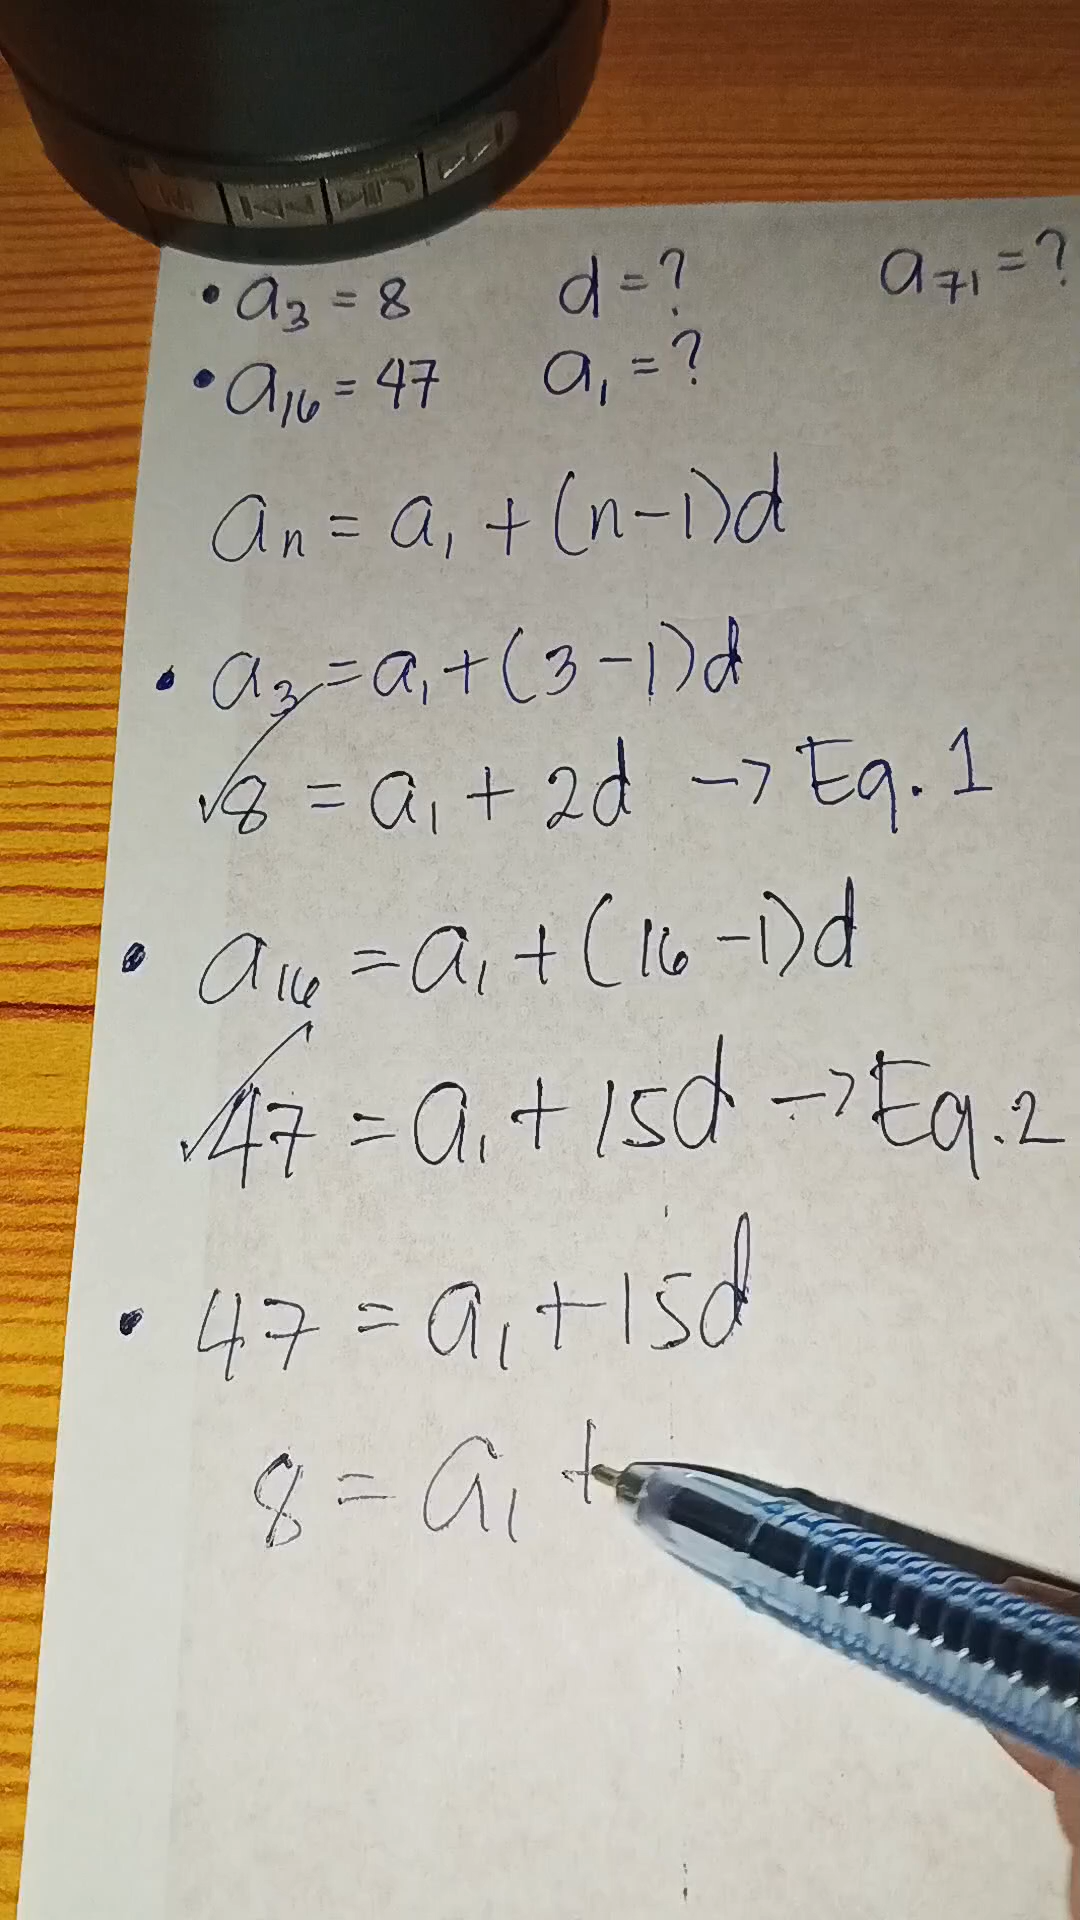 • a₃ = 8 d = ? a₇₁ = ?
• a₁₆ = 47 a₁ = ?
aₙ = a₁ + (n-1)d
• a₃ = a₁ + (3-1)d
8 = a₁ + 2d → Eq. 1
• a₁₆ = a₁ + (16-1)d
47 = a₁ + 15d → Eq. 2
• 47 = a₁ + 15d
8 = a₁ +